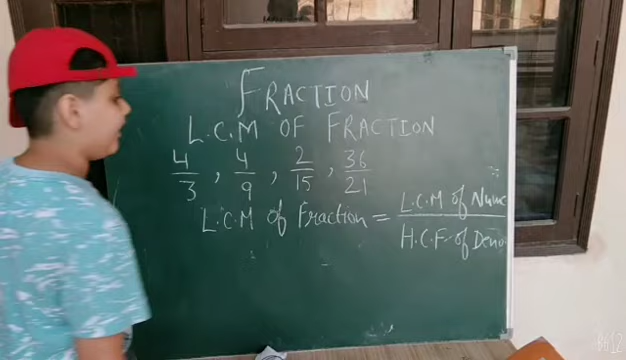 FRACTION
L.C.M OF FRACTION
4/3, 4/9, 2/15, 36/21
L.C.M of Fraction = L.C.M of Nume / H.C.F of Deno